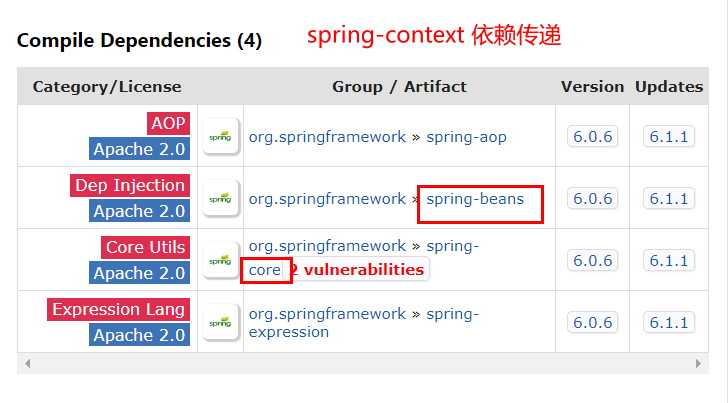 spring-context 依赖传递
Compile Dependencies (4)
Category/License Group / Artifact Version Updates
AOP
Apache 2.0
spring
org.springframework » spring-aop
6.0.6
6.1.1
Dep Injection
Apache 2.0
spring
org.springframework » spring-beans
6.0.6
6.1.1
Core Utils
Apache 2.0
spring
org.springframework » spring-
core 2 vulnerabilities
6.0.6
6.1.1
Expression Lang
Apache 2.0
spring
org.springframework » spring-
expression
6.0.6
6.1.1